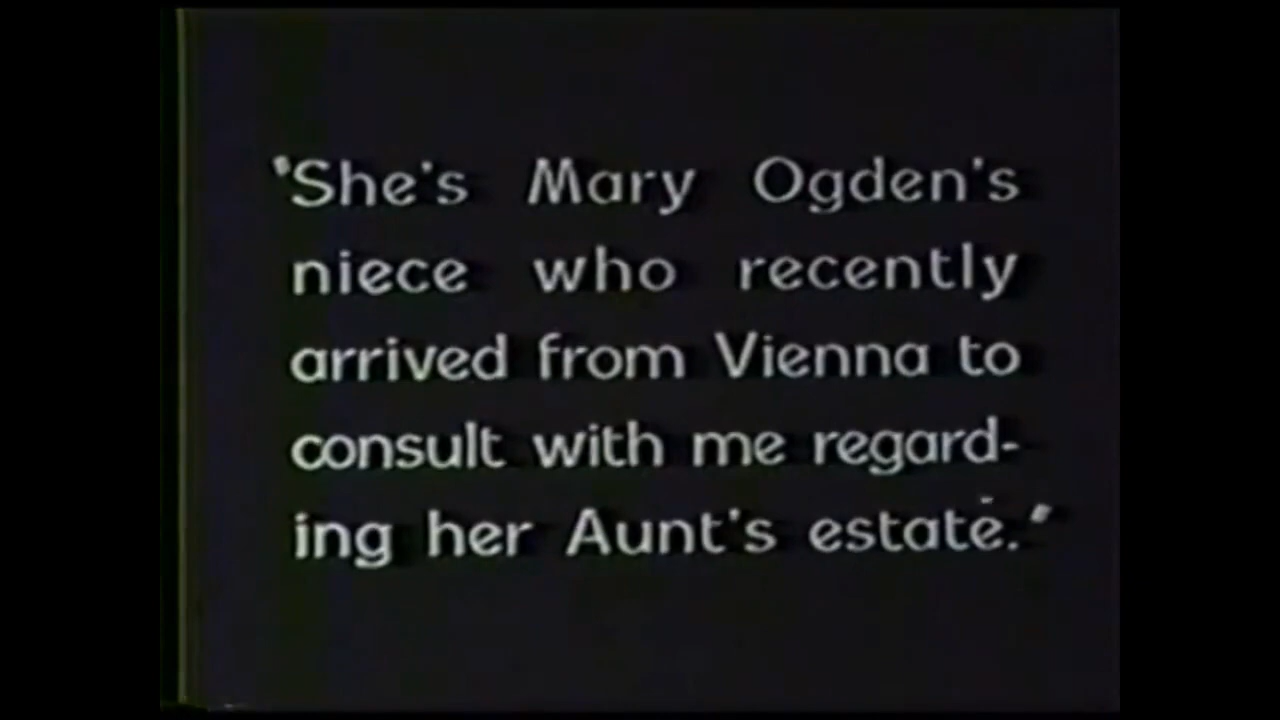 "She's Mary Ogden's
niece who recently
arrived from Vienna to
consult with me regard-
ing her Aunt's estate."